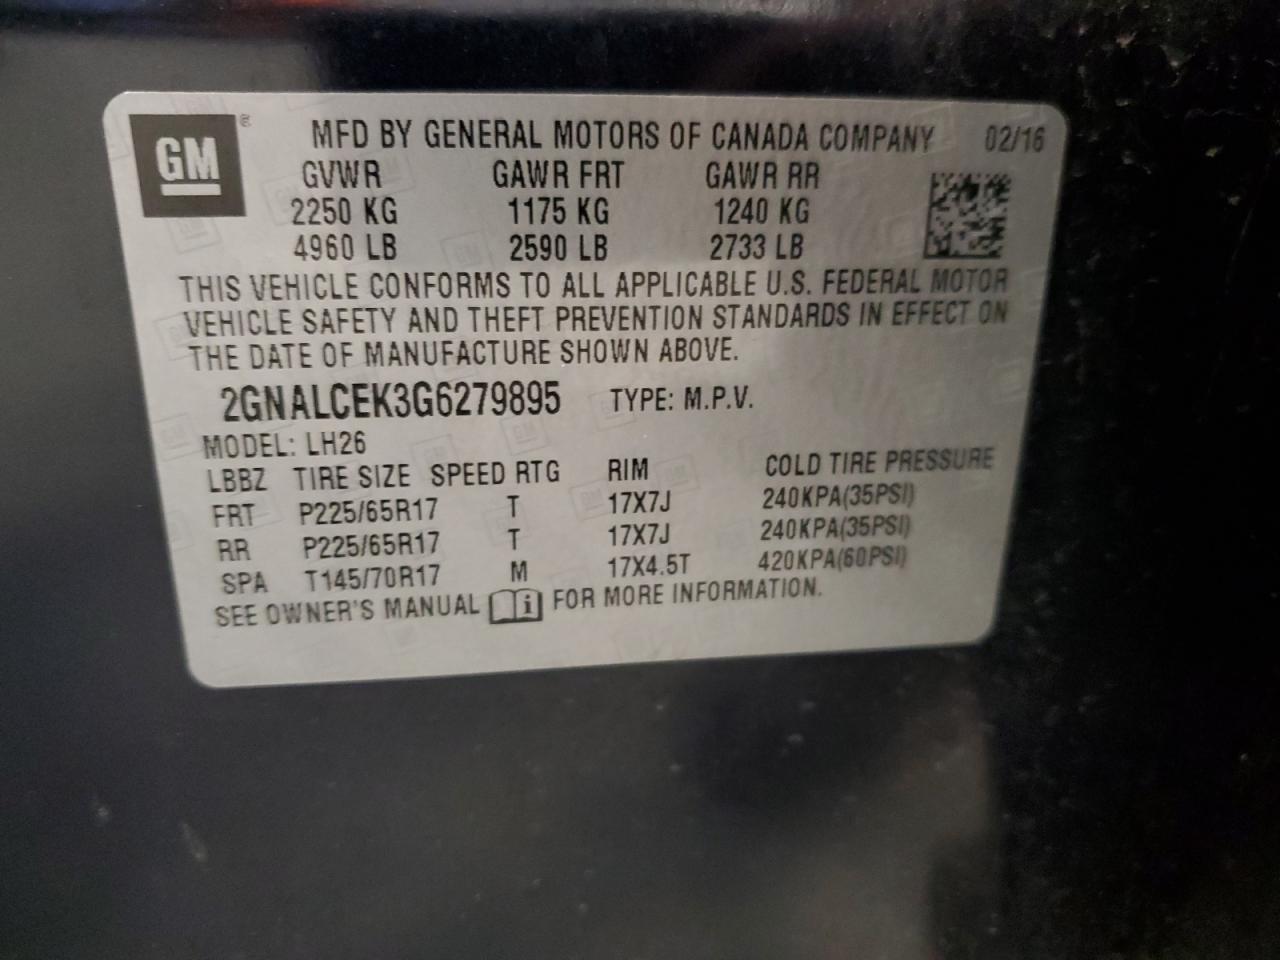 GM ® MFD BY GENERAL MOTORS OF CANADA COMPANY 02/16
GVWR GAWR FRT GAWR RR
2250 KG 1175 KG 1240 KG
4960 LB 2590 LB 2733 LB
THIS VEHICLE CONFORMS TO ALL APPLICABLE U.S. FEDERAL MOTOR
VEHICLE SAFETY AND THEFT PREVENTION STANDARDS IN EFFECT ON
THE DATE OF MANUFACTURE SHOWN ABOVE.
2GNALCEK3G6279895 TYPE: M.P.V.
MODEL: LH26
LBBZ TIRE SIZE SPEED RTG RIM COLD TIRE PRESSURE
FRT P225/65R17 T 17X7J 240KPA(35PSI)
RR P225/65R17 T 17X7J 240KPA(35PSI)
SPA T145/70R17 M 17X4.5T 420KPA(60PSI)
SEE OWNER'S MANUAL i FOR MORE INFORMATION.